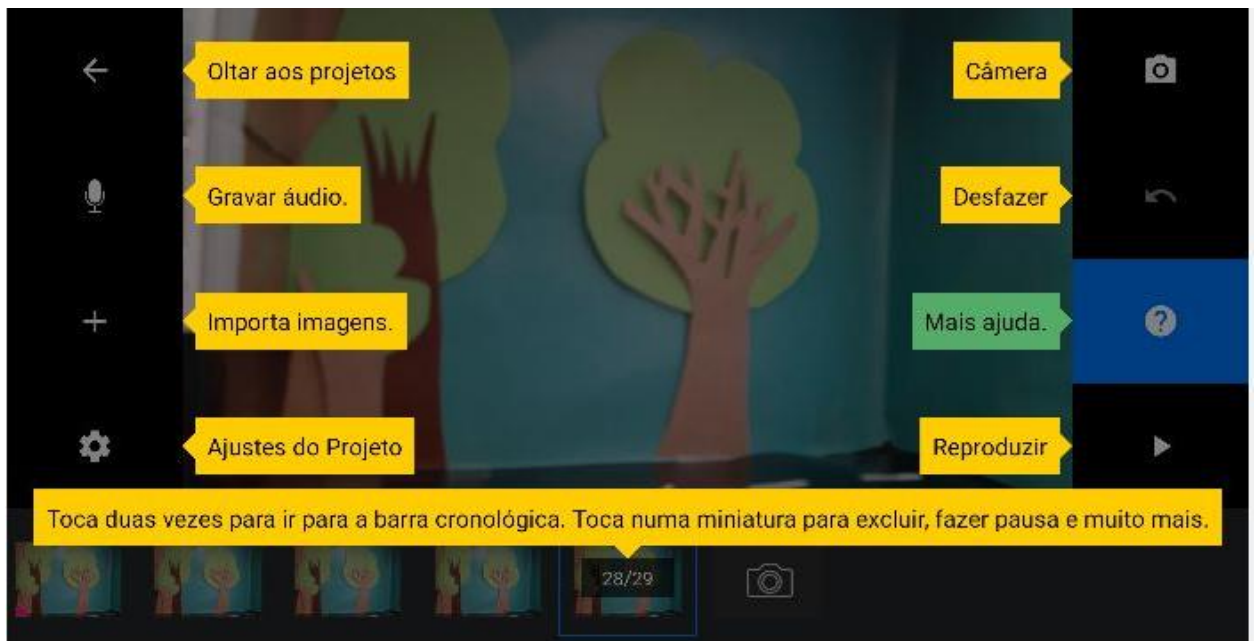 Oltar aos projetos
Câmera
Gravar áudio.
Desfazer
Importa imagens.
Mais ajuda.
Ajustes do Projeto
Reproduzir
Toca duas vezes para ir para a barra cronológica. Toca numa miniatura para excluir, fazer pausa e muito mais.
28/29